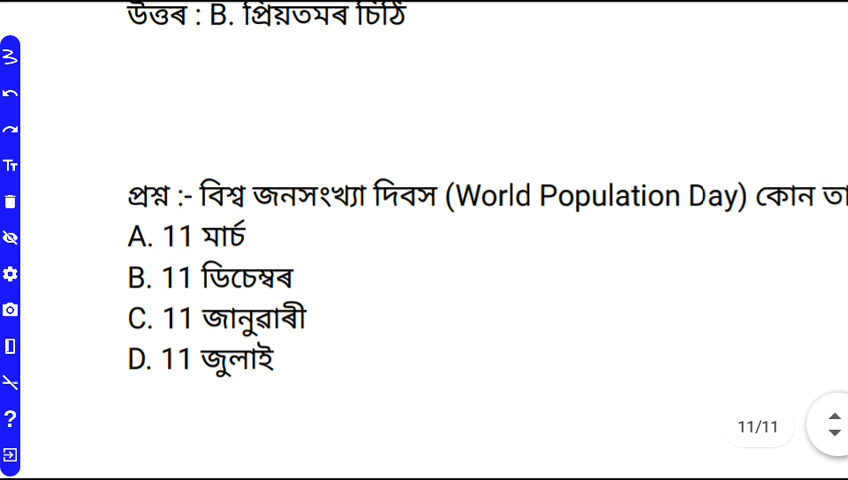 উত্তৰ : B. প্ৰিয়তমৰ চিঠি
প্ৰশ্ন :- বিশ্ব জনসংখ্যা দিবস (World Population Day) কোন
A. 11 মাৰ্চ
B. 11 ডিচেম্বৰ
C. 11 জানুৱাৰী
D. 11 জুলাই
11/11